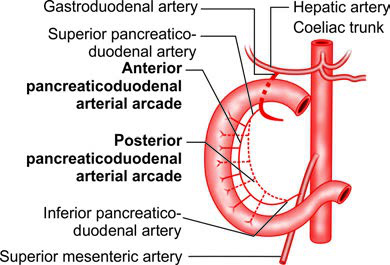 Gastroduodenal artery
Hepatic artery
Coeliac trunk
Superior pancreatico-
duodenal artery
Anterior
pancreaticoduodenal
arterial arcade
Posterior
pancreaticoduodenal
arterial arcade
Inferior pancreatico-
duodenal artery
Superior mesenteric artery